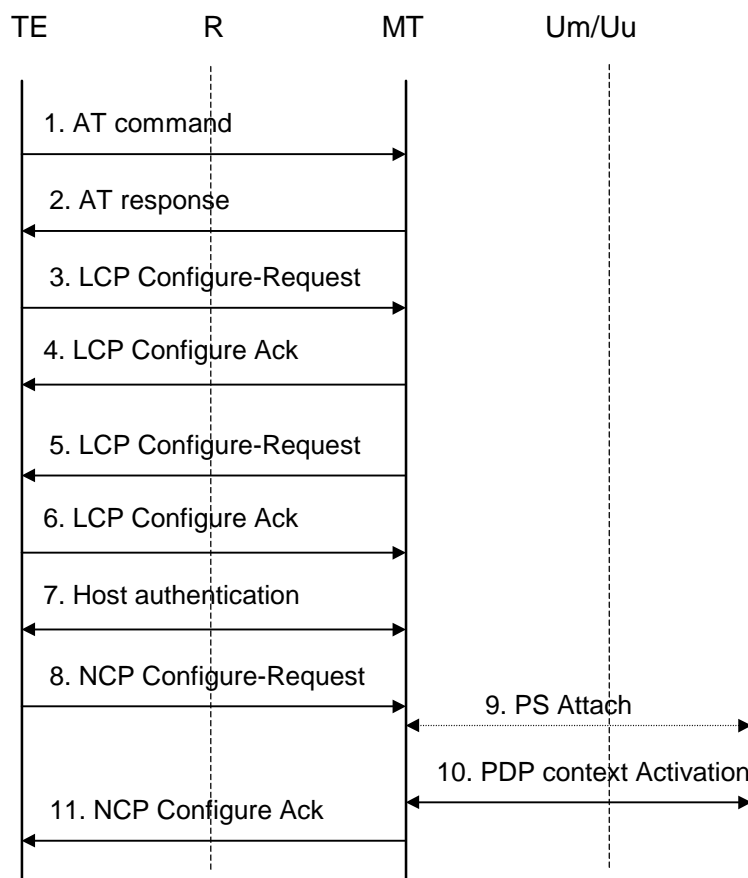 TE R MT Um/Uu
1. AT command
2. AT response
3. LCP Configure-Request
4. LCP Configure Ack
5. LCP Configure-Request
6. LCP Configure Ack
7. Host authentication
8. NCP Configure-Request
9. PS Attach
10. PDP context Activation
11. NCP Configure Ack